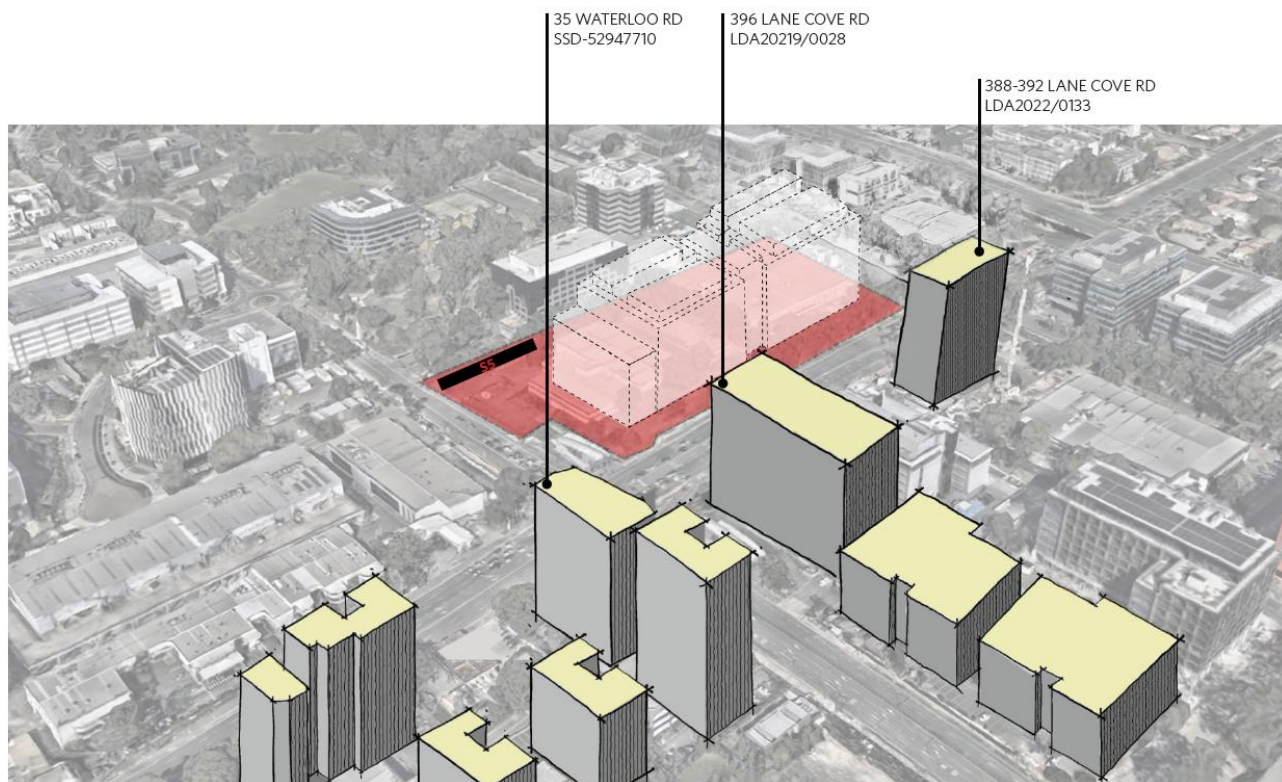 35 WATERLOO RD
SSD-52947710
396 LANE COVE RD
LDA20219/0028
388-392 LANE COVE RD
LDA2022/0133
S5